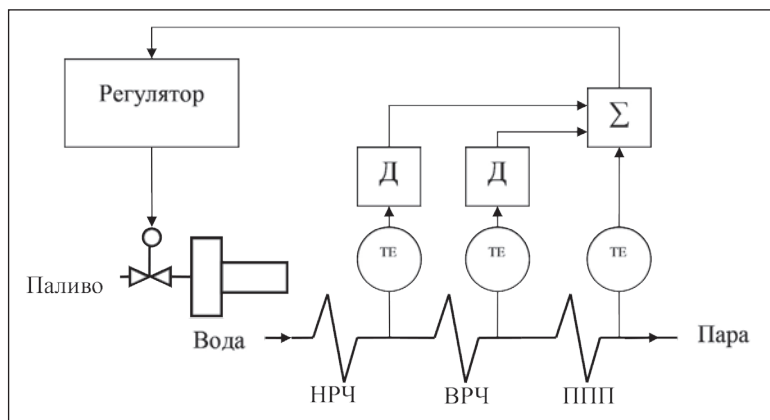 Регулятор
Σ
Д Д
TE TE TE
Паливо
Вода
Пара
НРЧ ВРЧ ППП